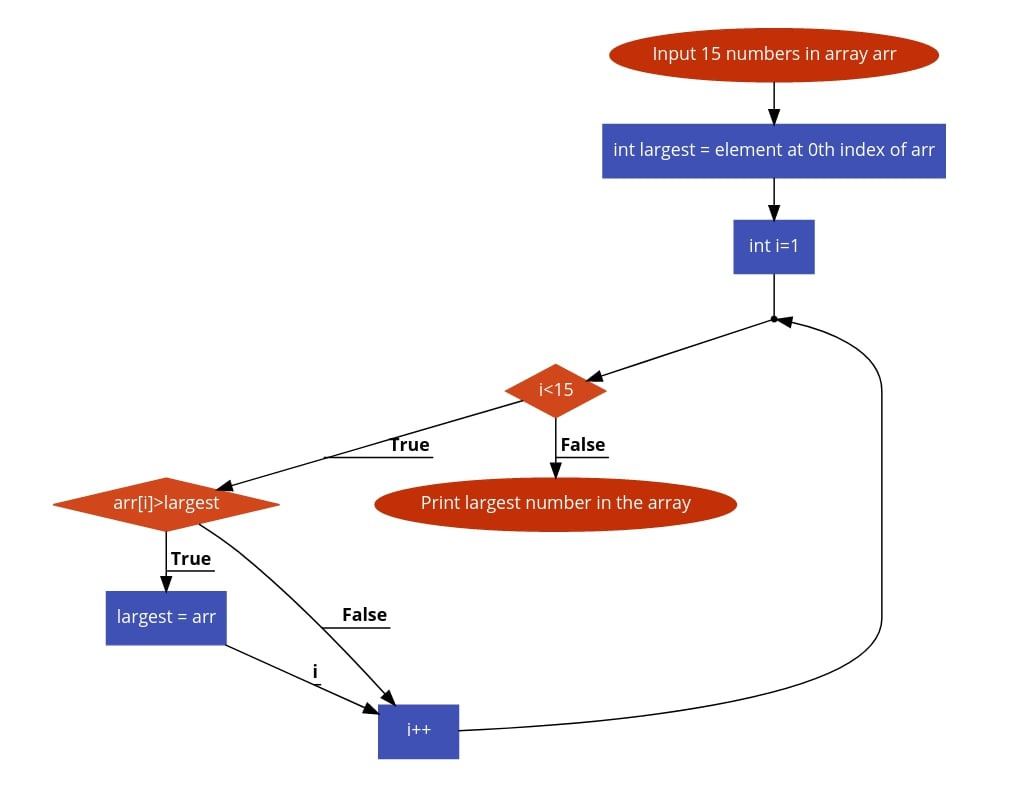 Input 15 numbers in array arr
int largest = element at 0th index of arr
int i=1
i<15
True
False
arr[i]>largest
Print largest number in the array
True
largest = arr
False
i
i++